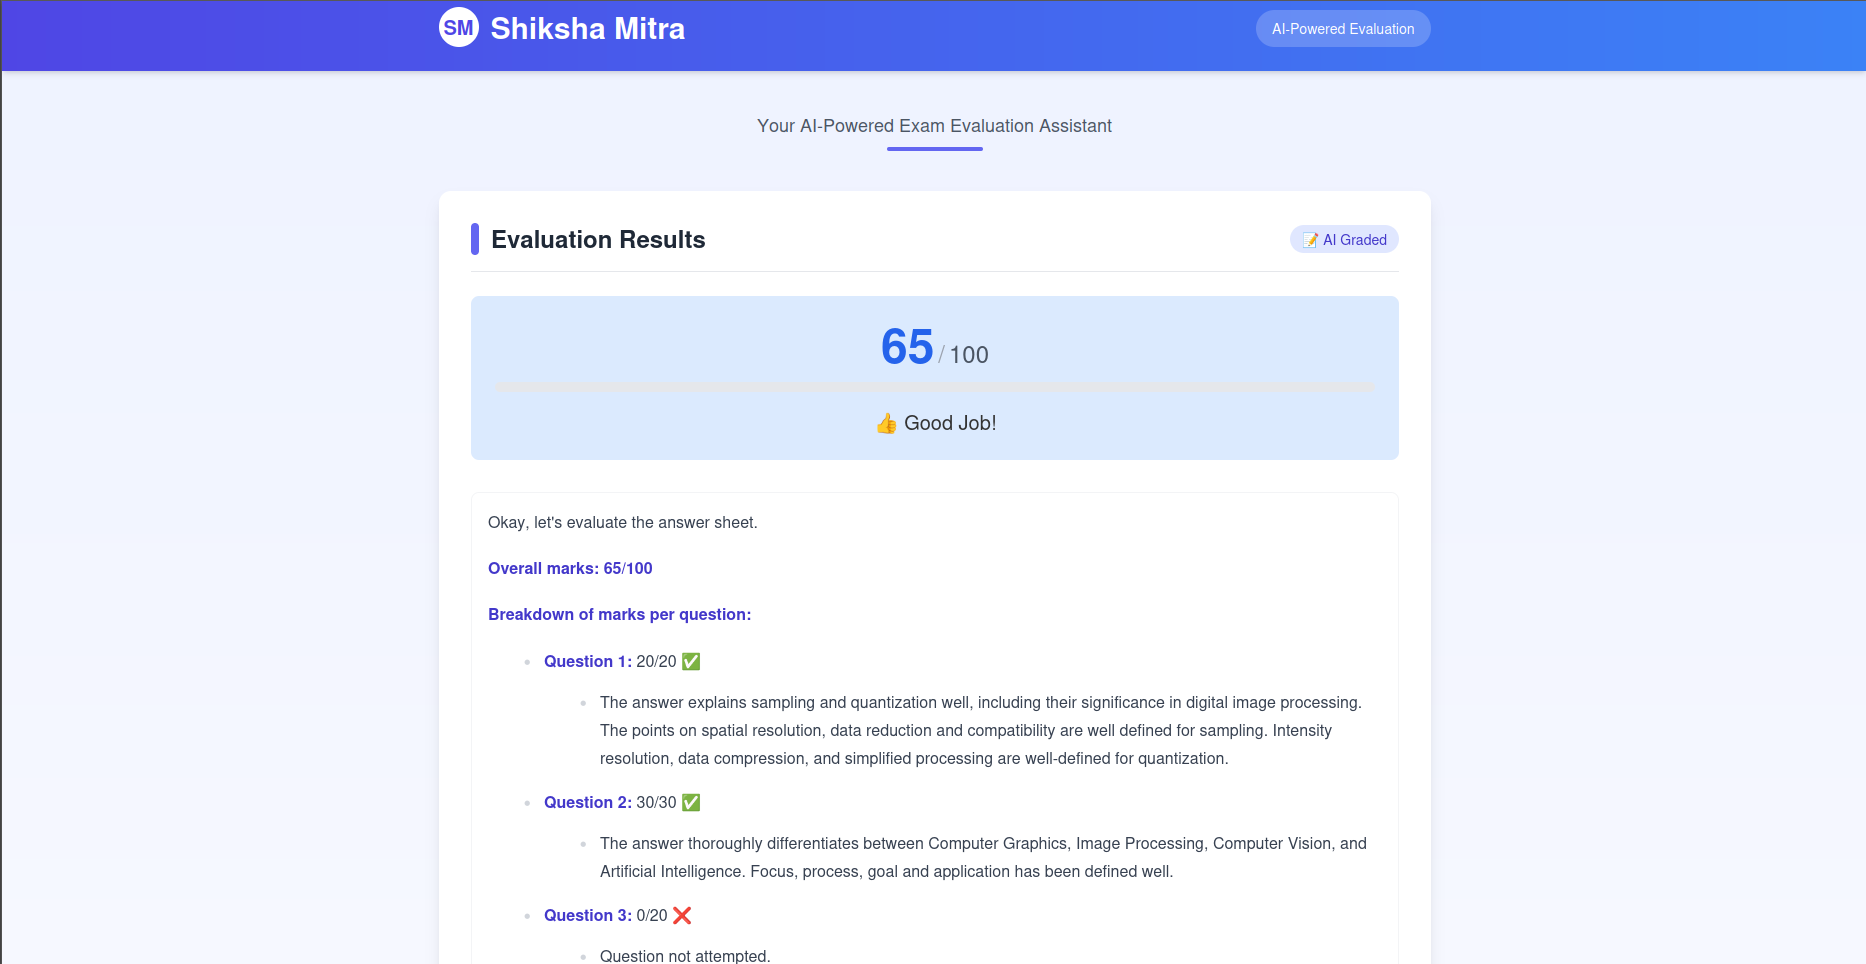 SM Shiksha Mitra
AI-Powered Evaluation
Your AI-Powered Exam Evaluation Assistant
Evaluation Results
📝 AI Graded
65 / 100
👍 Good Job!
Okay, let's evaluate the answer sheet.
Overall marks: 65/100
Breakdown of marks per question:
Question 1: 20/20 ✅
The answer explains sampling and quantization well, including their significance in digital image processing.
The points on spatial resolution, data reduction and compatibility are well defined for sampling. Intensity
resolution, data compression, and simplified processing are well-defined for quantization.
Question 2: 30/30 ✅
The answer thoroughly differentiates between Computer Graphics, Image Processing, Computer Vision, and
Artificial Intelligence. Focus, process, goal and application has been defined well.
Question 3: 0/20 ❌
Question not attempted.